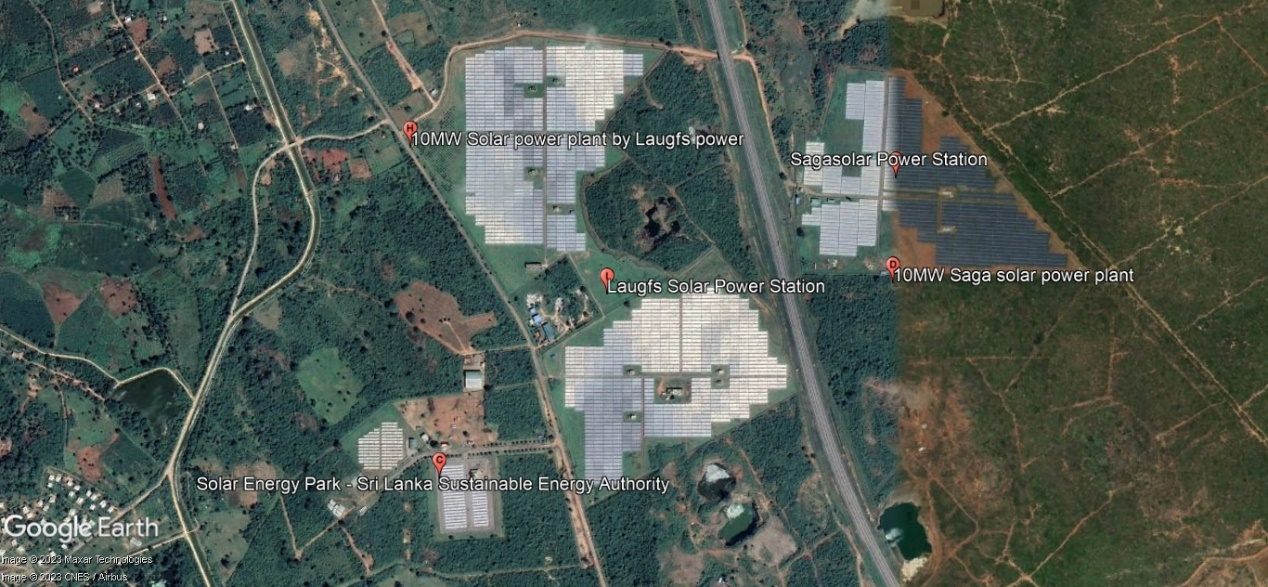 H
10MW Solar power plant by Laugfs power
Sagasolar Power Station
D
10MW Saga solar power plant
L
Laugfs Solar Power Station
C
Solar Energy Park - Sri Lanka Sustainable Energy Authority
Google Earth
Image © 2023 Maxar Technologies
Image © 2023 CNES / Airbus